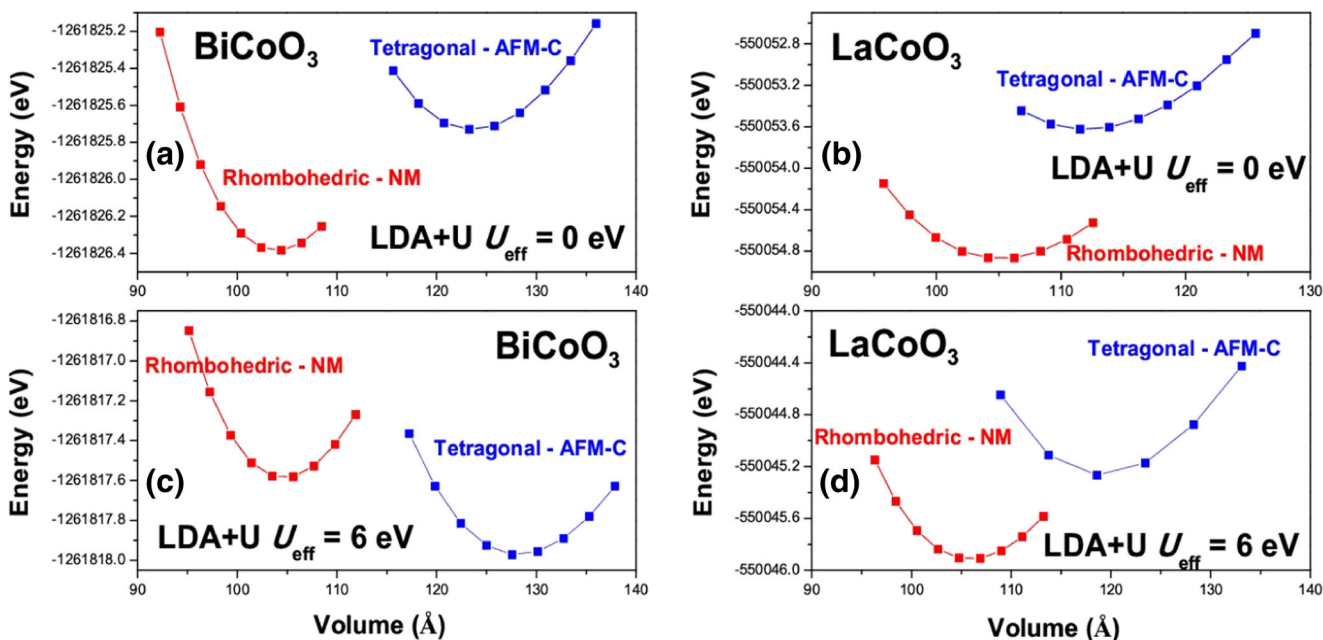 -1261825.2
-1261825.4
-1261825.6
-1261825.8
-1261826.0
-1261826.2
-1261826.4
Energy (eV)
BiCoO3
Tetragonal - AFM-C
(a)
Rhombohedric - NM
LDA+U Ueff = 0 eV
90 100 110 120 130 140
-550052.8
-550053.2
-550053.6
-550054.0
-550054.4
-550054.8
Energy (eV)
LaCoO3
Tetragonal - AFM-C
(b)
LDA+U Ueff = 0 eV
Rhombohedric - NM
90 100 110 120 130
-1261816.8
-1261817.0
-1261817.2
-1261817.4
-1261817.6
-1261817.8
-1261818.0
Energy (eV)
BiCoO3
Rhombohedric - NM
Tetragonal - AFM-C
(c)
LDA+U Ueff = 6 eV
90 100 110 120 130 140
Volume (Å)
-550044.0
-550044.4
-550044.8
-550045.2
-550045.6
-550046.0
Energy (eV)
LaCoO3
Tetragonal - AFM-C
Rhombohedric - NM
(d)
LDA+U Ueff = 6 eV
90 100 110 120 130 140
Volume (Å)